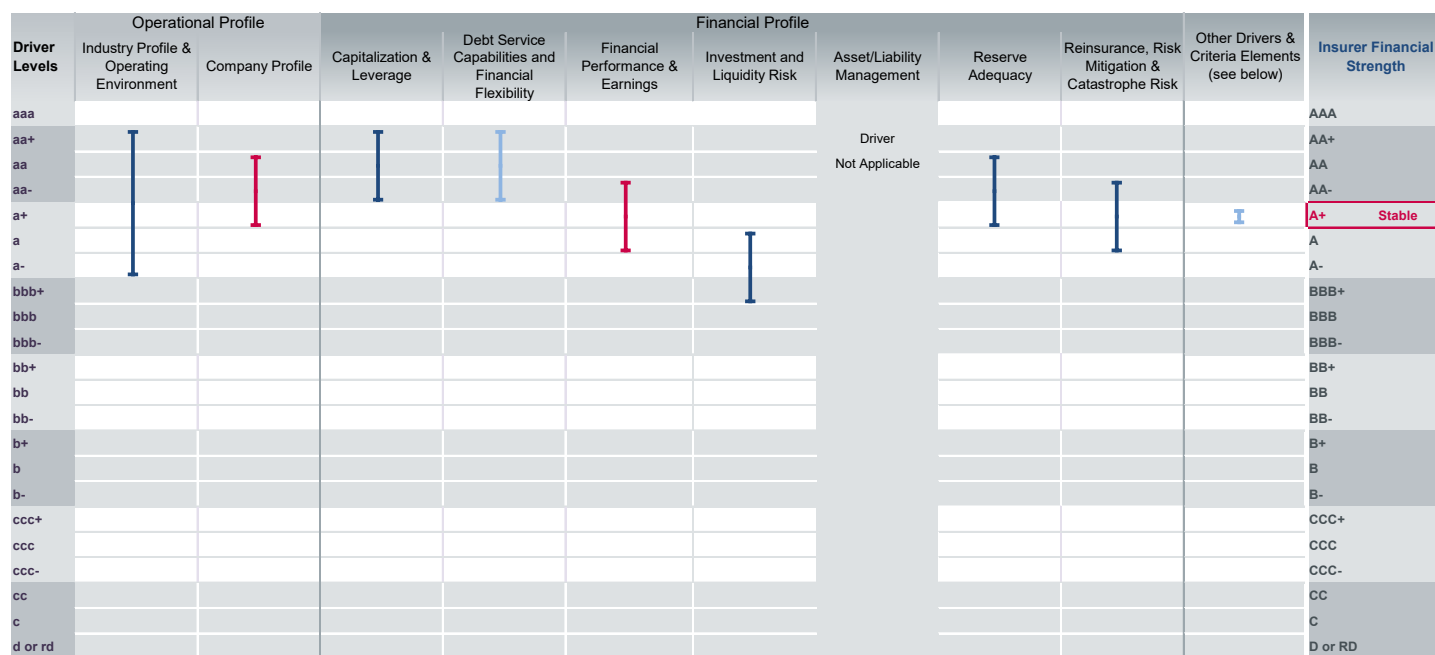 Operational Profile
Financial Profile
Driver
Levels
Industry Profile &
Operating
Environment
Company Profile
Capitalization &
Leverage
Debt Service
Capabilities and
Financial
Flexibility
Financial
Performance &
Earnings
Investment and
Liquidity Risk
Asset/Liability
Management
Reserve
Adequacy
Reinsurance, Risk
Mitigation &
Catastrophe Risk
Other Drivers &
Criteria Elements
(see below)
Insurer Financial
Strength
aaa AAA
aa+ Driver AA+
aa Not Applicable AA
aa- AA-
a+ A+ Stable
a A
a- A-
bbb+ BBB+
bbb BBB
bbb- BBB-
bb+ BB+
bb BB
bb- BB-
b+ B+
b B
b- B-
ccc+ CCC+
ccc CCC
ccc- CCC-
cc CC
c C
d or rd D or RD